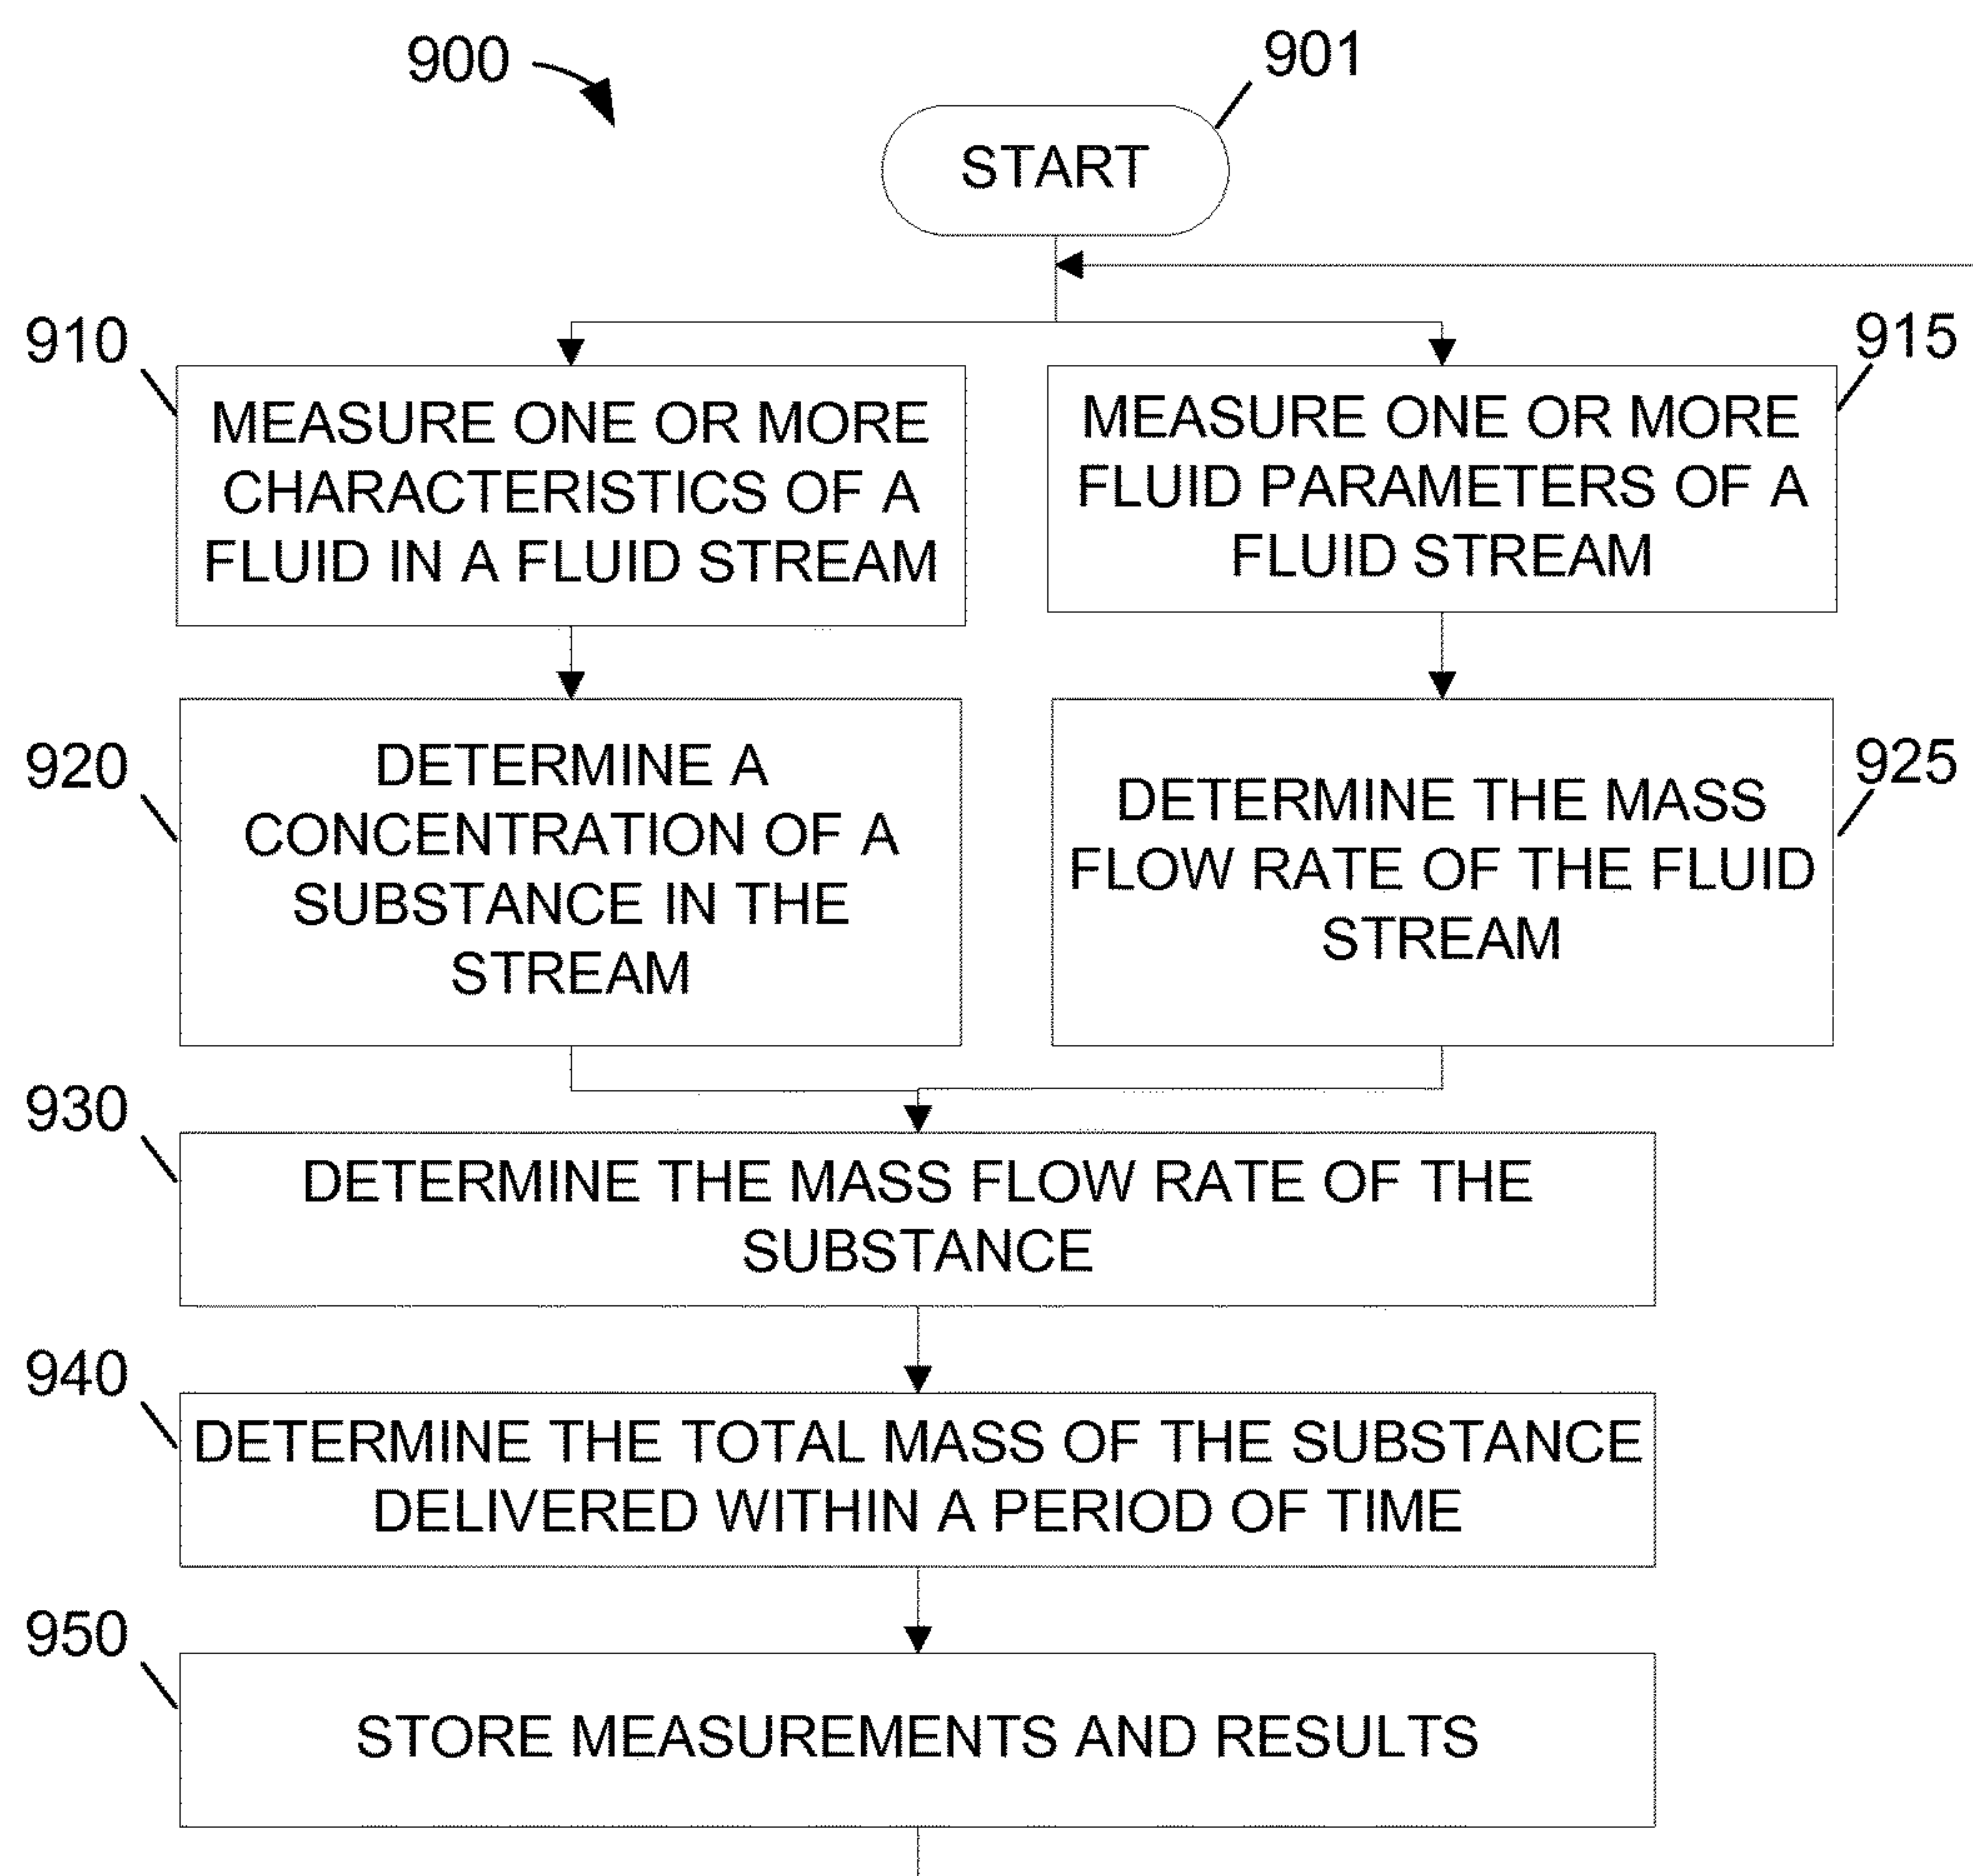 900
901
START
910
MEASURE ONE OR MORE
CHARACTERISTICS OF A
FLUID IN A FLUID STREAM
915
MEASURE ONE OR MORE
FLUID PARAMETERS OF A
FLUID STREAM
920
DETERMINE A
CONCENTRATION OF A
SUBSTANCE IN THE
STREAM
925
DETERMINE THE MASS
FLOW RATE OF THE FLUID
STREAM
930
DETERMINE THE MASS FLOW RATE OF THE
SUBSTANCE
940
DETERMINE THE TOTAL MASS OF THE SUBSTANCE
DELIVERED WITHIN A PERIOD OF TIME
950
STORE MEASUREMENTS AND RESULTS